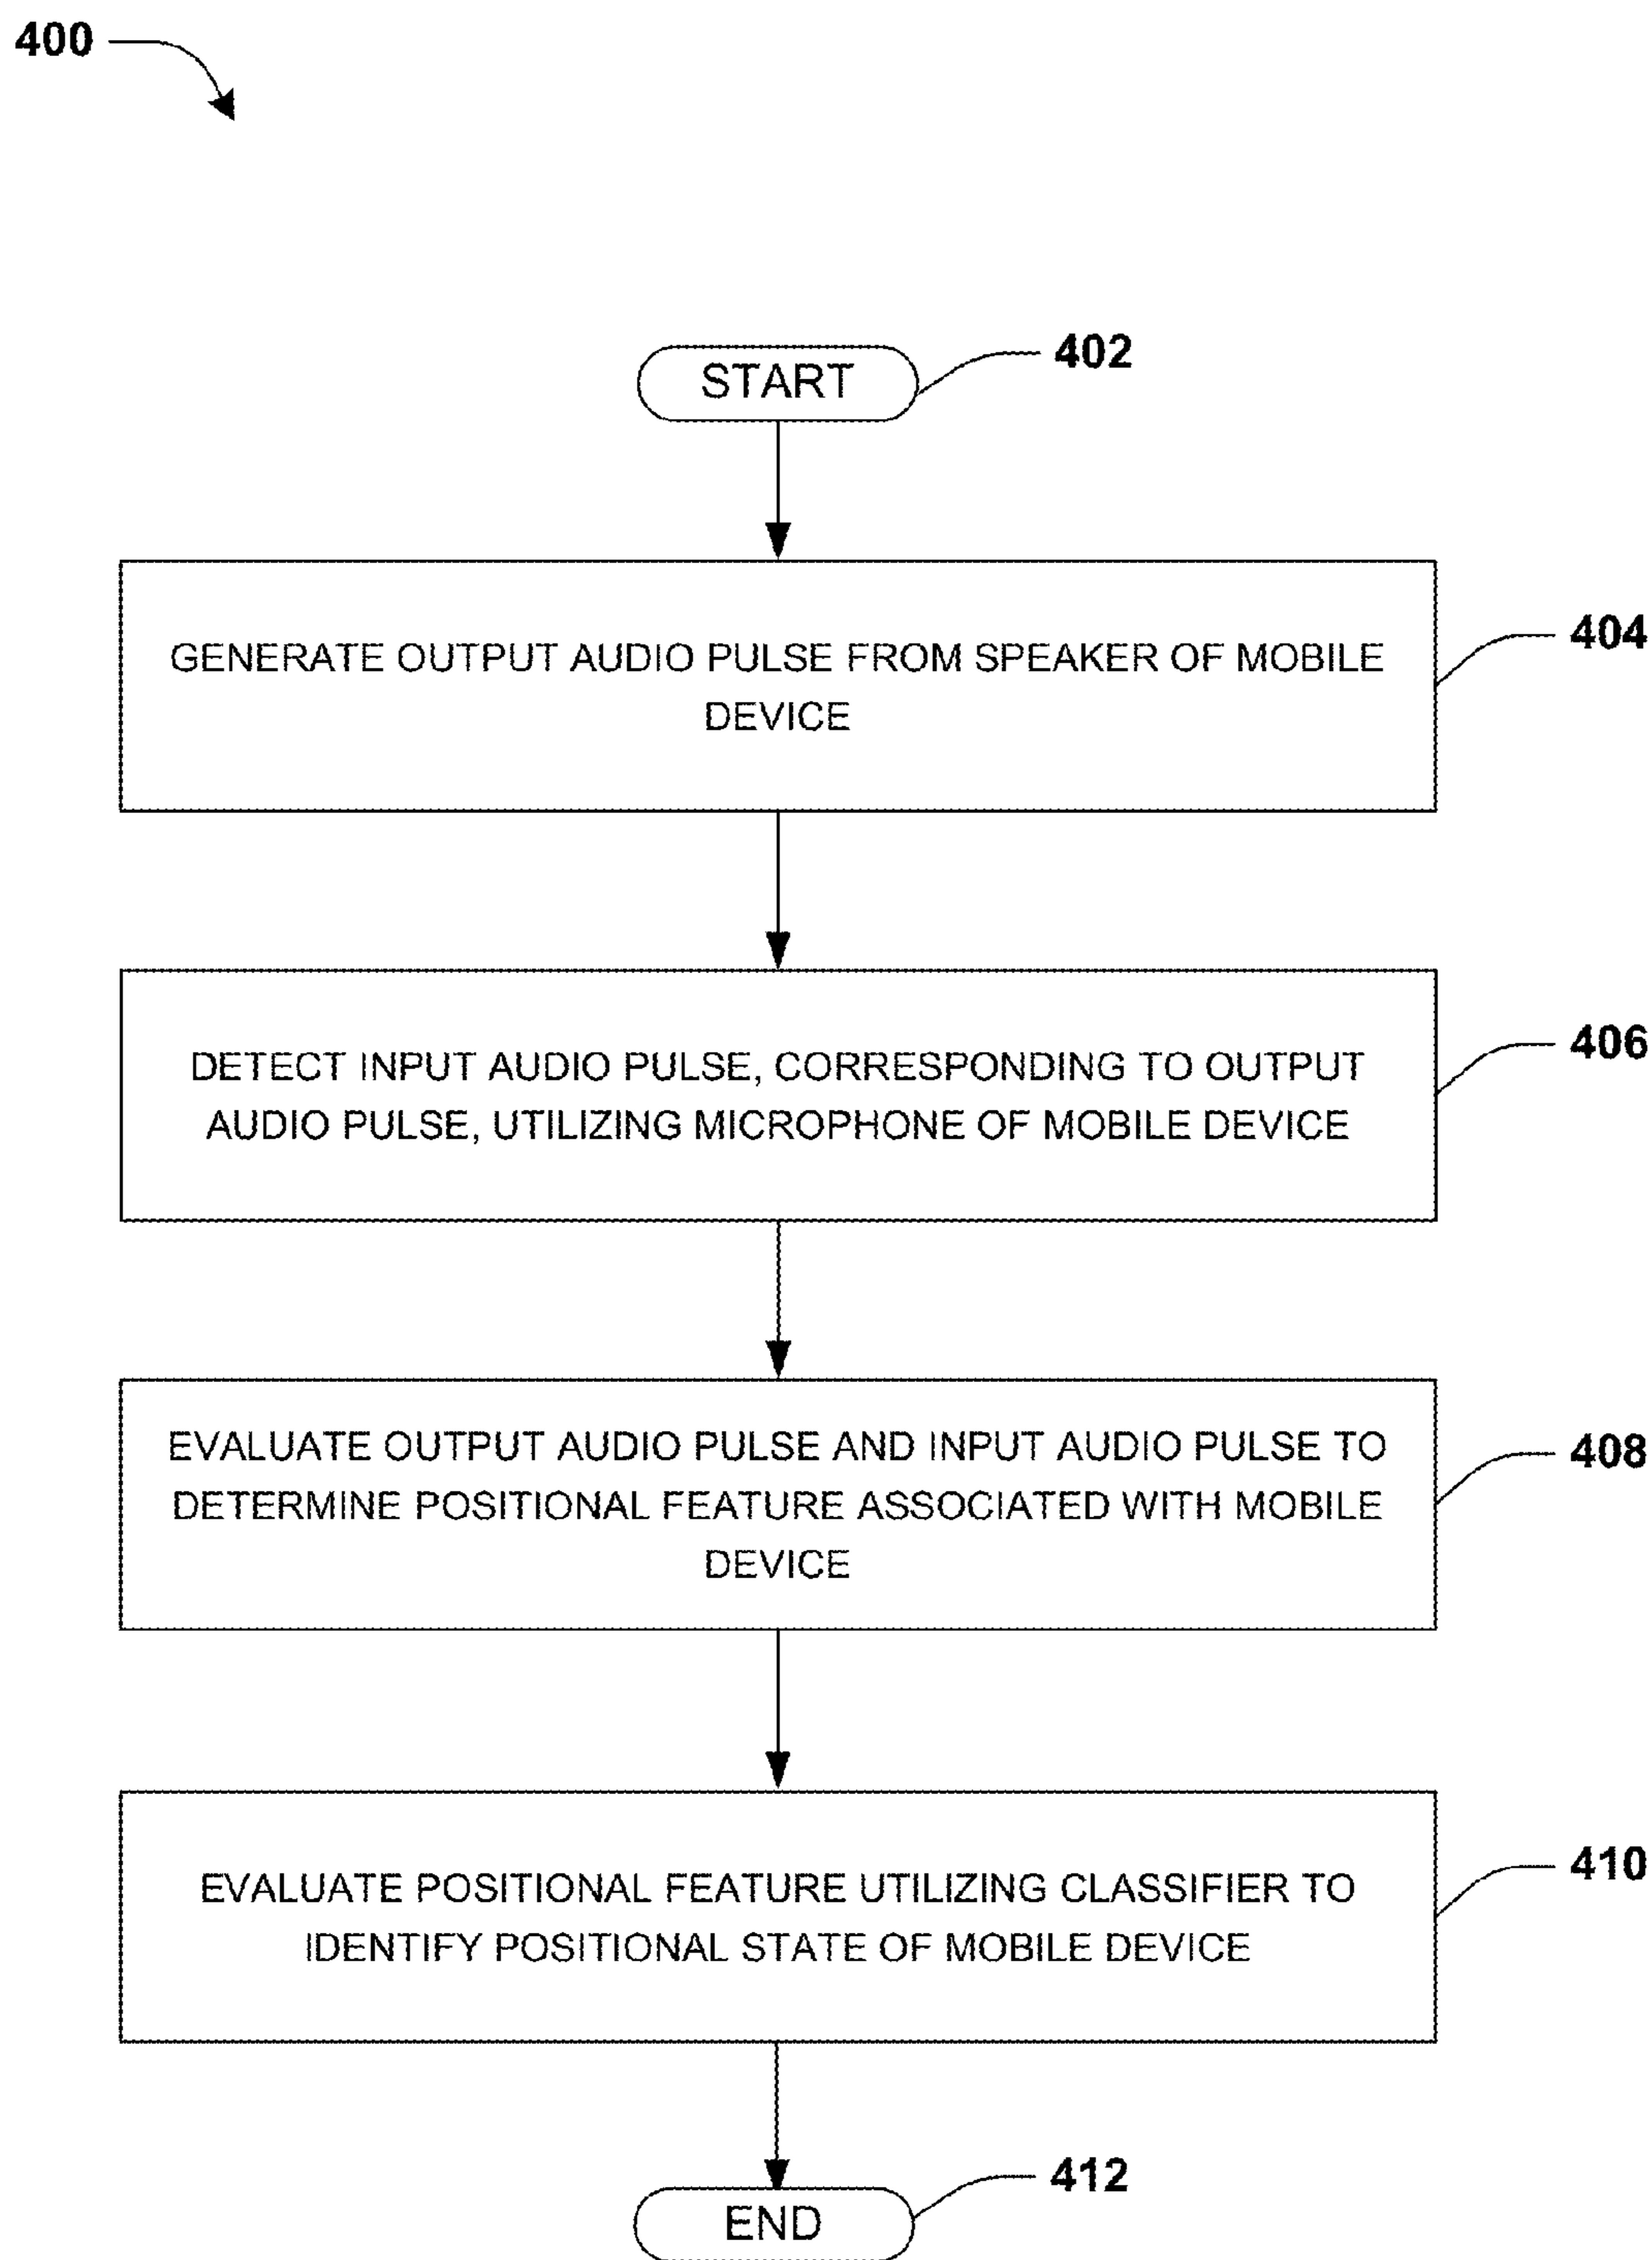 400
START
402
GENERATE OUTPUT AUDIO PULSE FROM SPEAKER OF MOBILE
DEVICE
404
DETECT INPUT AUDIO PULSE, CORRESPONDING TO OUTPUT
AUDIO PULSE, UTILIZING MICROPHONE OF MOBILE DEVICE
406
EVALUATE OUTPUT AUDIO PULSE AND INPUT AUDIO PULSE TO
DETERMINE POSITIONAL FEATURE ASSOCIATED WITH MOBILE
DEVICE
408
EVALUATE POSITIONAL FEATURE UTILIZING CLASSIFIER TO
IDENTIFY POSITIONAL STATE OF MOBILE DEVICE
410
END
412